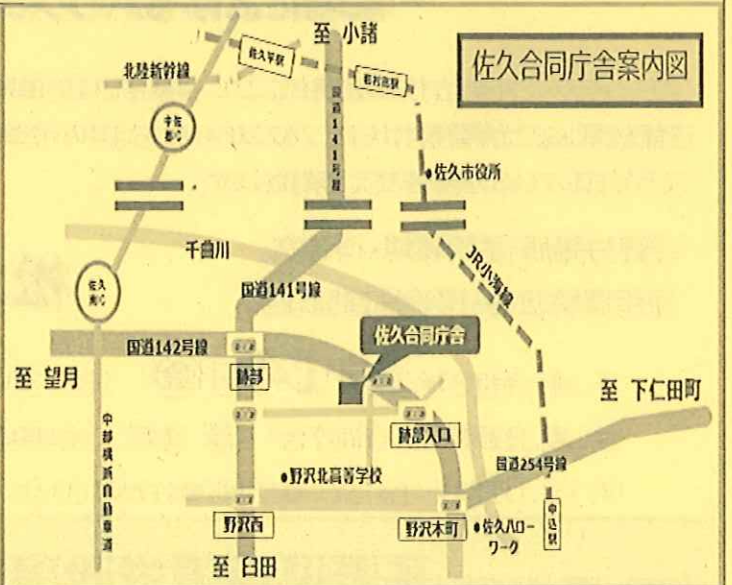 佐久合同庁舎案内図
至 小諸
佐久平駅
北陸新幹線
岩村田駅
国道141号線
中佐都IC
佐久市役所
千曲川
JR小海線
佐久南IC
国道141号線
佐久合同庁舎
国道142号線
至 望月
跡部
至 下仁田町
跡部入口
国道254号線
野沢北高等学校
中部横浜自動車道
野沢西
野沢本町
佐久ハロー
ワーク
中込駅
至 臼田